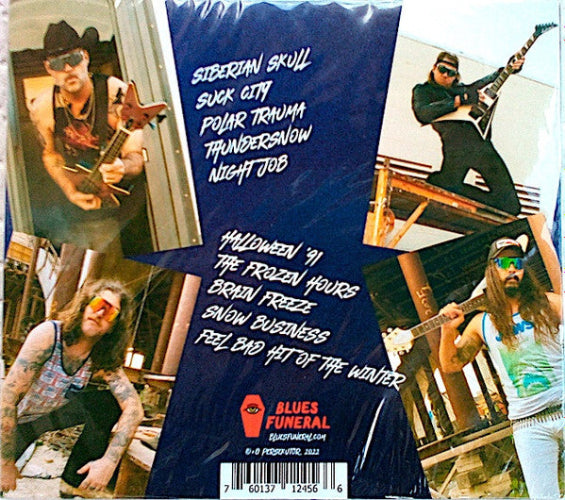 SIBERIAN SKULL
SUCK CITY
POLAR TRAUMA
THUNDERSNOW
NIGHT JOB
HALLOWEEN '91
THE FROZEN HOURS
BRAIN FREEZE
SNOW BUSINESS
FEEL BAD HIT OF THE WINTER
BLUES
FUNERAL
BLUESFUNERAL.COM
©+℗ PERSEKUTOR, 2022
7 60137 12456 6